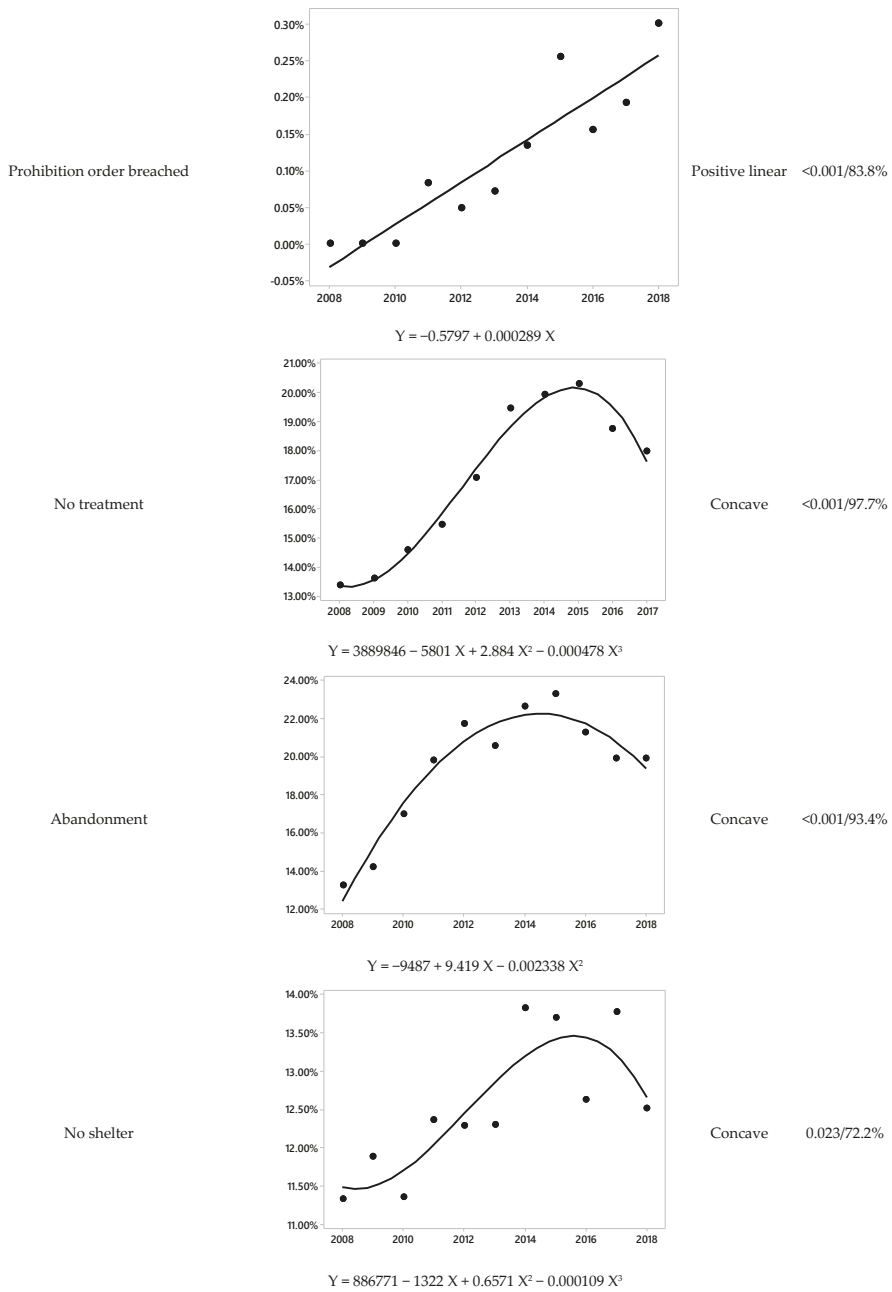 0.30%
0.25%
0.20%
0.15%
0.10%
0.05%
0.00%
-0.05%
2008 2010 2012 2014 2016 2018
Prohibition order breached
Positive linear <0.001/83.8%
Y = −0.5797 + 0.000289 X
21.00%
20.00%
19.00%
18.00%
17.00%
16.00%
15.00%
14.00%
13.00%
2008 2009 2010 2011 2012 2013 2014 2015 2016 2017
No treatment
Concave <0.001/97.7%
Y = 3889846 − 5801 X + 2.884 X² − 0.000478 X³
24.00%
22.00%
20.00%
18.00%
16.00%
14.00%
12.00%
2008 2010 2012 2014 2016 2018
Abandonment
Concave <0.001/93.4%
Y = −9487 + 9.419 X − 0.002338 X²
14.00%
13.50%
13.00%
12.50%
12.00%
11.50%
11.00%
2008 2010 2012 2014 2016 2018
No shelter
Concave 0.023/72.2%
Y = 886771 − 1322 X + 0.6571 X² − 0.000109 X³